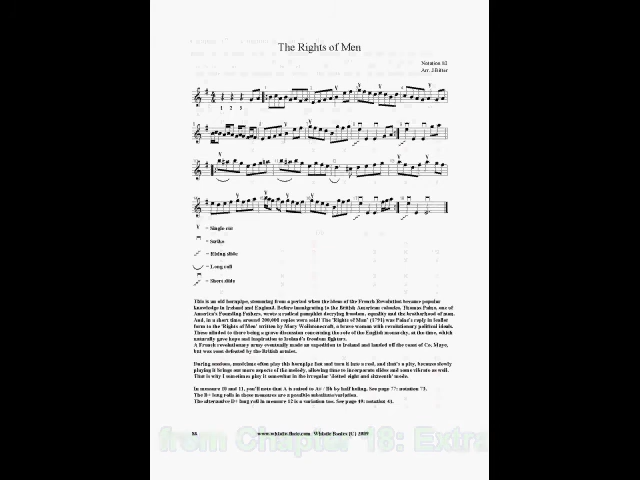 The Rights of Men
Notation 82
Arr. J.Bitter
1 2 3
= Single cut
= Strike
= Rising slide
= Long roll
= Short slide
This is an old hornpipe, stemming from a period when the ideas of the French Revolution became popular
knowledge in Ireland and England. Before immigrating to the British American colonies, Thomas Paine, one of
America's Founding Fathers, wrote a radical pamphlet decrying freedom, equality and the brotherhood of men.
And, in a short time, around 200,000 copies were sold! The 'Rights of Men' (1791) was Paine's reply in leaflet
form to the 'Rights of Men' written by Mary Wollstonecraft, a brave woman with revolutionary political ideals.
These alluded to there being a grave discussion concerning the role of the English monarchy, at the time, which
naturally gave hope and inspiration to Ireland's freedom fighters.
A French revolutionary army eventually made an expedition to Ireland and landed off the coast of Co. Mayo,
but was soon defeated by the British armies.
During sessions, musicians often play this hornpipe fast and turn it into a reel, and that's a pity, because slowly
playing it brings out more aspects of the melody, allowing time to incorporate slides and some vibrato as well.
That is why I sometimes play it somewhat in the irregular 'dotted eight and sixteenth' mode.
In measure 10 and 11, you'll note that A is raised to A# / Bb by half holing. See page 77: notation 73.
The B+ long rolls in these measures are a possible substitute/variation.
The alternative D+ long roll in measure 12 is a variation too. See page 49: notation 41.
88
www.whistle-flute.com Whistle Basics (C) 2009
from Chapter 18: Extra